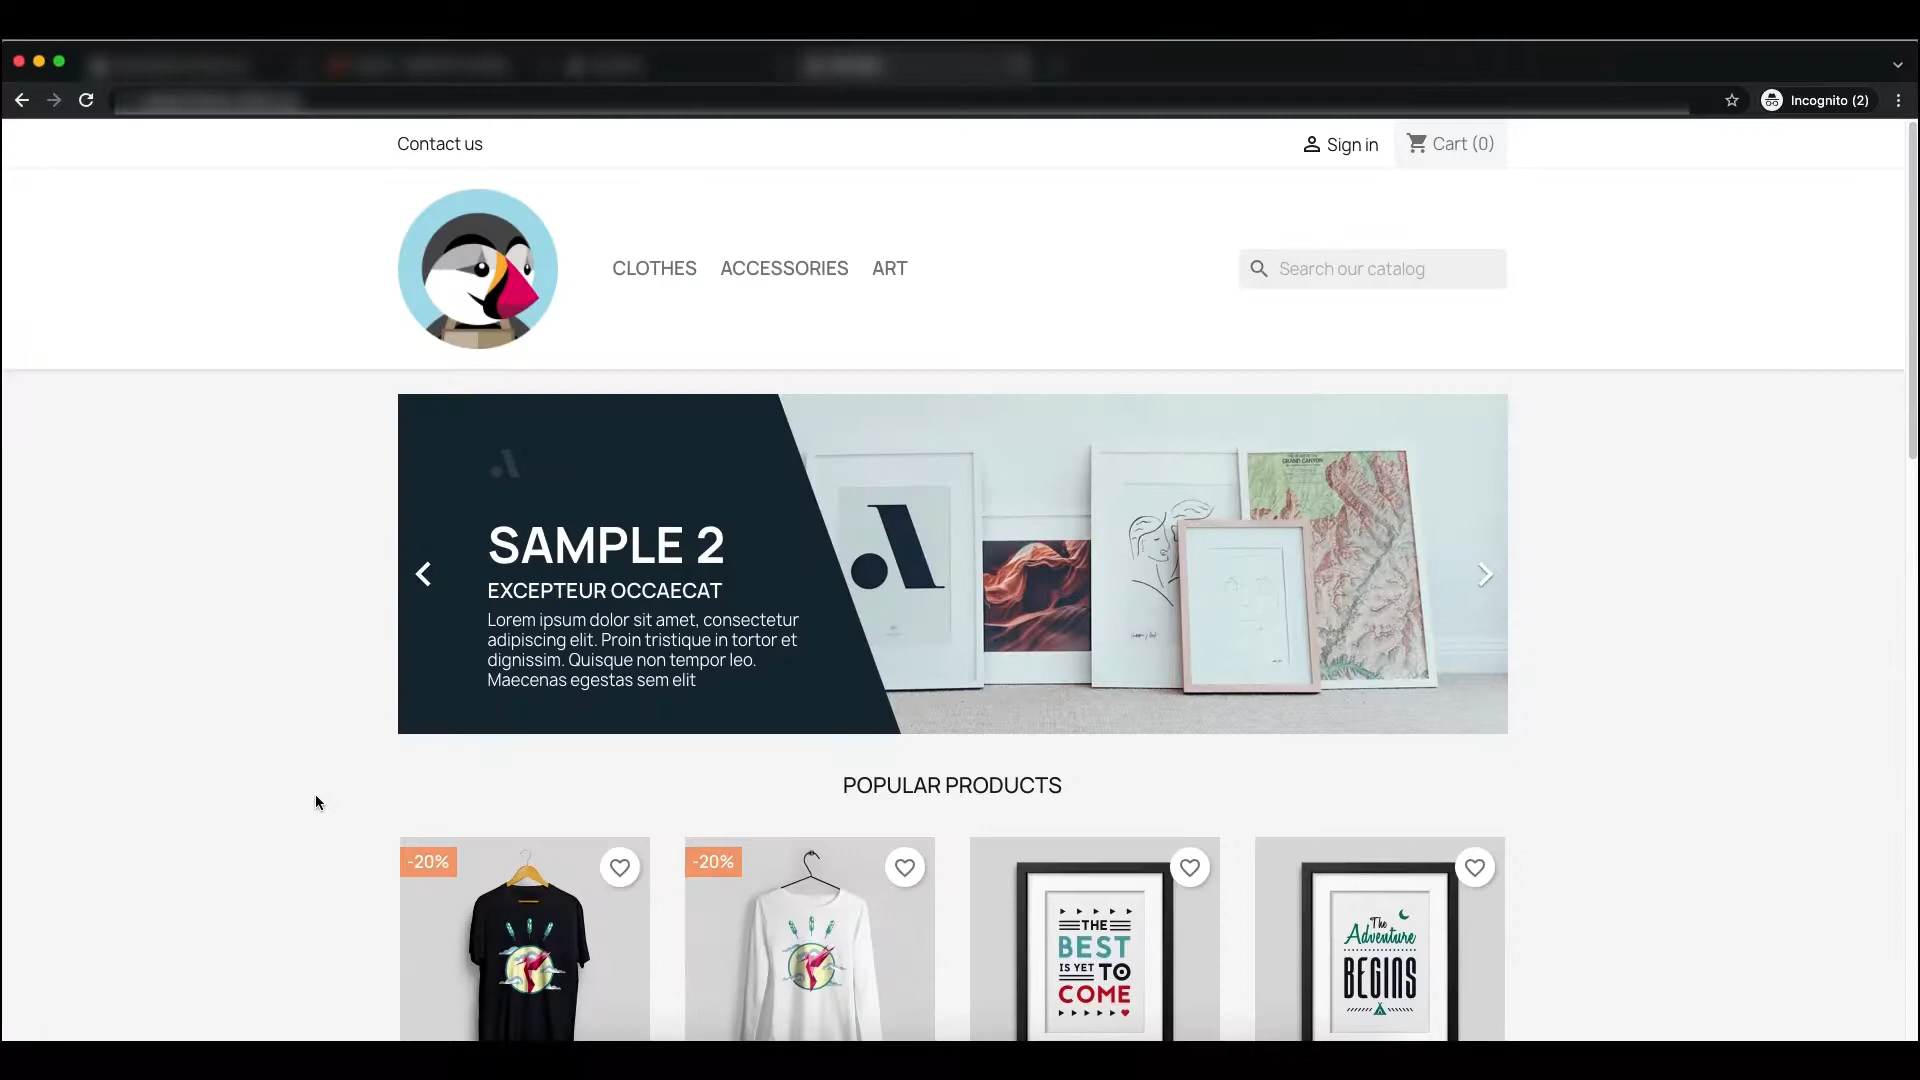 Incognito (2)
Contact us
Sign in
Cart (0)
CLOTHES
ACCESSORIES
ART
Search our catalog
SAMPLE 2
EXCEPTEUR OCCAECAT
Lorem ipsum dolor sit amet, consectetur
adipiscing elit. Proin tristique in tortor et
dignissim. Quisque non tempor leo.
Maecenas egestas sem elit
GRAND CANYON
POPULAR PRODUCTS
-20%
-20%
THE
BEST
IS YET TO
COME
The
Adventure
BEGINS